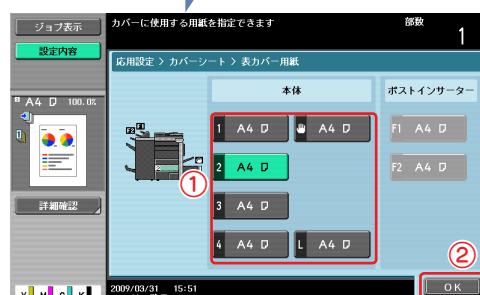 ジョブ表示
カバーに使用する用紙を指定できます
部数
1
設定内容
応用設定 > カバーシート > 表カバー用紙
本体
ポストインサーター
A4 100.0%
1 A4
A4
F1 A4
2 A4
F2 A4
①
3 A4
詳細確認
4 A4
L A4
②
2009/03/31 15:51
OK
Y M C K